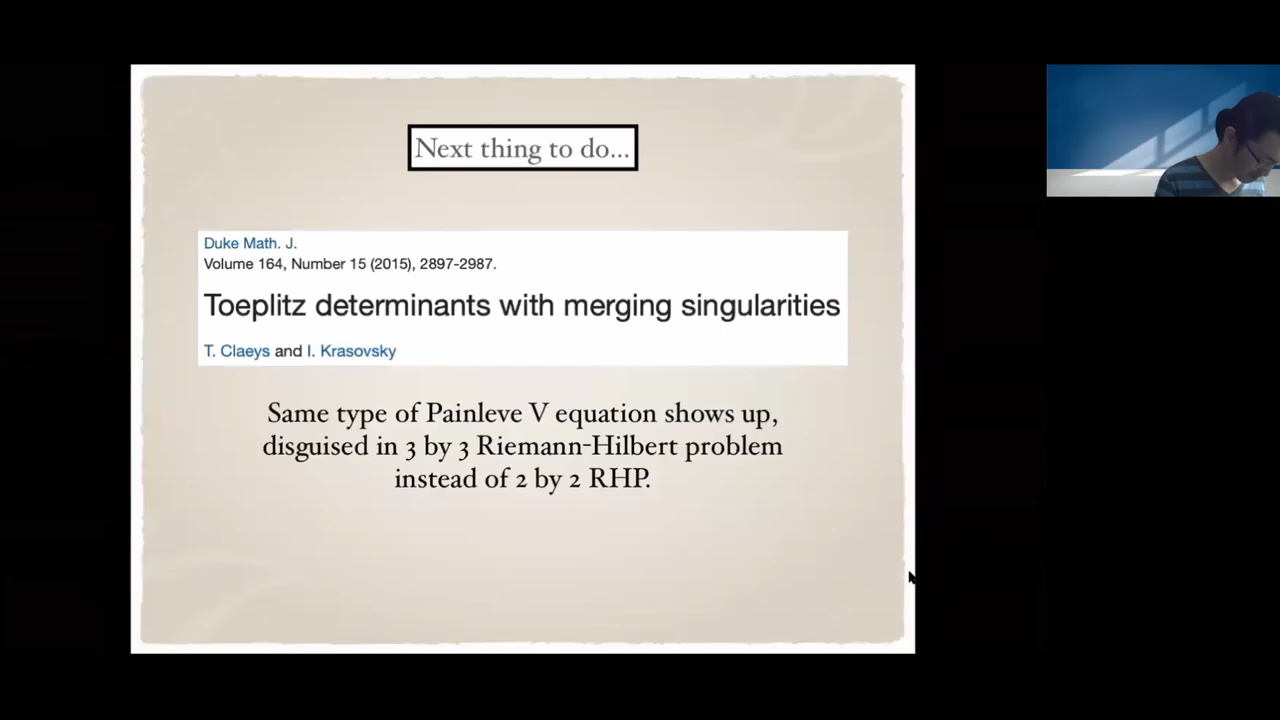 Next thing to do...
Duke Math. J.
Volume 164, Number 15 (2015), 2897-2987.
Toeplitz determinants with merging singularities
T. Claeys and I. Krasovsky
Same type of Painleve V equation shows up,
disguised in 3 by 3 Riemann-Hilbert problem
instead of 2 by 2 RHP.